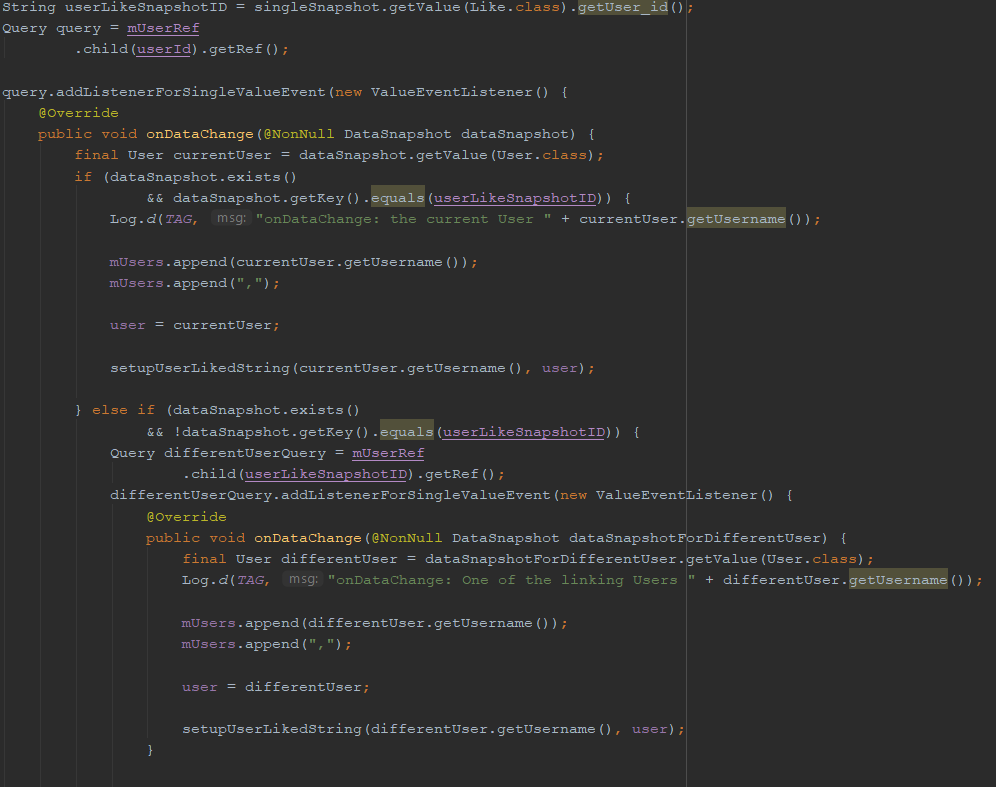 String userLikeSnapshotID = singleSnapshot.getValue(Like.class).getUser_id();
Query query = mUserRef
        .child(userId).getRef();

query.addListenerForSingleValueEvent(new ValueEventListener() {
    @Override
    public void onDataChange(@NonNull DataSnapshot dataSnapshot) {
        final User currentUser = dataSnapshot.getValue(User.class);
        if (dataSnapshot.exists()
                && dataSnapshot.getKey().equals(userLikeSnapshotID)) {
            Log.d(TAG, msg: "onDataChange: the current User " + currentUser.getUsername());

            mUsers.append(currentUser.getUsername());
            mUsers.append(",");

            user = currentUser;

            setupUserLikedString(currentUser.getUsername(), user);

        } else if (dataSnapshot.exists()
                && !dataSnapshot.getKey().equals(userLikeSnapshotID)) {
            Query differentUserQuery = mUserRef
                    .child(userLikeSnapshotID).getRef();
            differentUserQuery.addListenerForSingleValueEvent(new ValueEventListener() {
                @Override
                public void onDataChange(@NonNull DataSnapshot dataSnapshotForDifferentUser) {
                    final User differentUser = dataSnapshotForDifferentUser.getValue(User.class);
                    Log.d(TAG, msg: "onDataChange: One of the linking Users " + differentUser.getUsername());

                    mUsers.append(differentUser.getUsername());
                    mUsers.append(",");

                    user = differentUser;

                    setupUserLikedString(differentUser.getUsername(), user);
                }